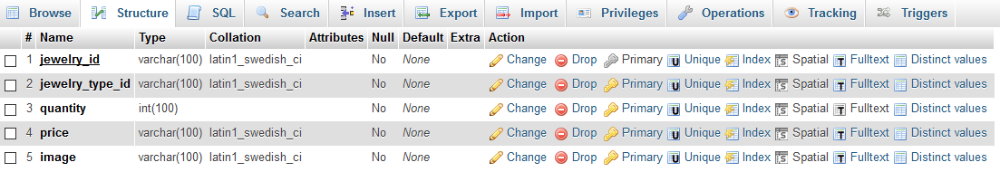 Browse Structure SQL Search Insert Export Import Privileges Operations Tracking Triggers
# Name Type Collation Attributes Null Default Extra Action
1 jewelry_id varchar(100) latin1_swedish_ci No None Change Drop Primary Unique Index Spatial Fulltext Distinct values
2 jewelry_type_id varchar(100) latin1_swedish_ci No None Change Drop Primary Unique Index Spatial Fulltext Distinct values
3 quantity int(100) No None Change Drop Primary Unique Index Spatial Fulltext Distinct values
4 price varchar(100) latin1_swedish_ci No None Change Drop Primary Unique Index Spatial Fulltext Distinct values
5 image varchar(100) latin1_swedish_ci No None Change Drop Primary Unique Index Spatial Fulltext Distinct values